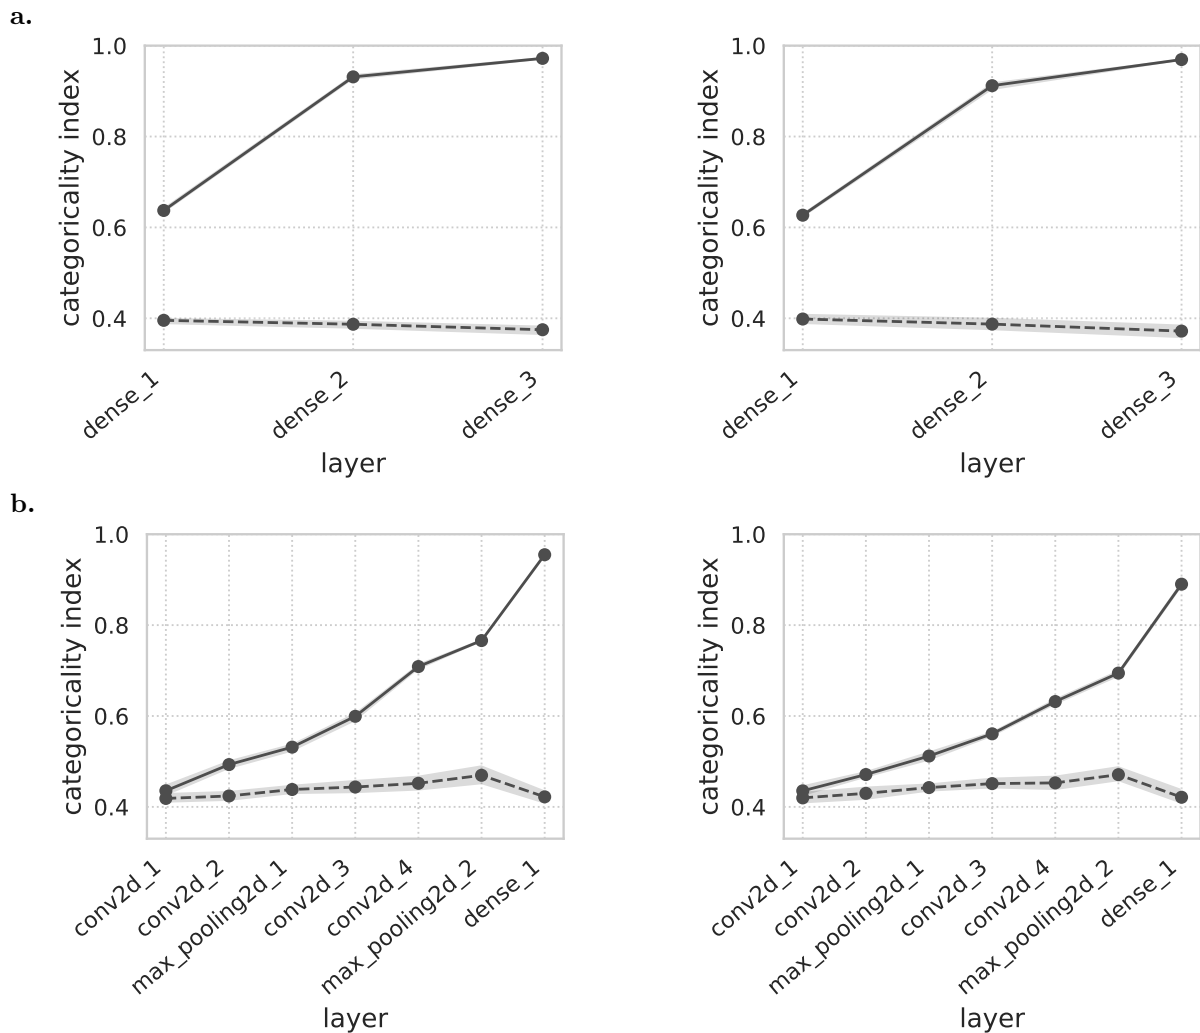 a.
1.0
0.8
0.6
0.4
categoricality index
dense_1
dense_2
dense_3
layer
1.0
0.8
0.6
0.4
categoricality index
dense_1
dense_2
dense_3
layer
b.
1.0
0.8
0.6
0.4
categoricality index
conv2d_1
conv2d_2
max_pooling2d_1
conv2d_3
conv2d_4
max_pooling2d_2
dense_1
layer
1.0
0.8
0.6
0.4
categoricality index
conv2d_1
conv2d_2
max_pooling2d_1
conv2d_3
conv2d_4
max_pooling2d_2
dense_1
layer